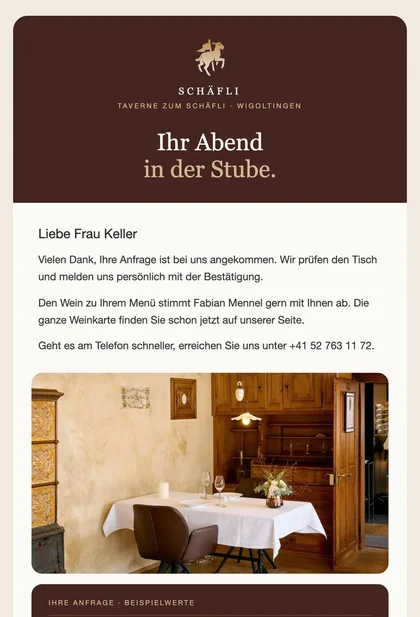 SCHÄFLI
TAVERNE ZUM SCHÄFLI · WIGOLTINGEN
Ihr Abend
in der Stube.
Liebe Frau Keller
Vielen Dank, Ihre Anfrage ist bei uns angekommen. Wir prüfen den Tisch
und melden uns persönlich mit der Bestätigung.
Den Wein zu Ihrem Menü stimmt Fabian Mennel gern mit Ihnen ab. Die
ganze Weinkarte finden Sie schon jetzt auf unserer Seite.
Geht es am Telefon schneller, erreichen Sie uns unter +41 52 763 11 72.
IHRE ANFRAGE · BEISPIELWERTE